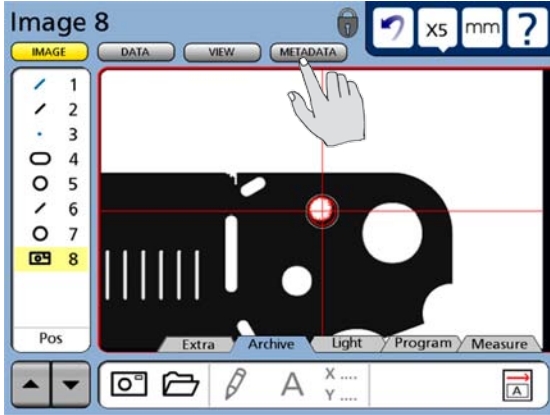 Image 8
X5 mm ?
IMAGE DATA VIEW METADATA
1
2
3
4
5
6
7
8
Pos
Extra Archive Light Program Measure
A X ....
Y ....
A